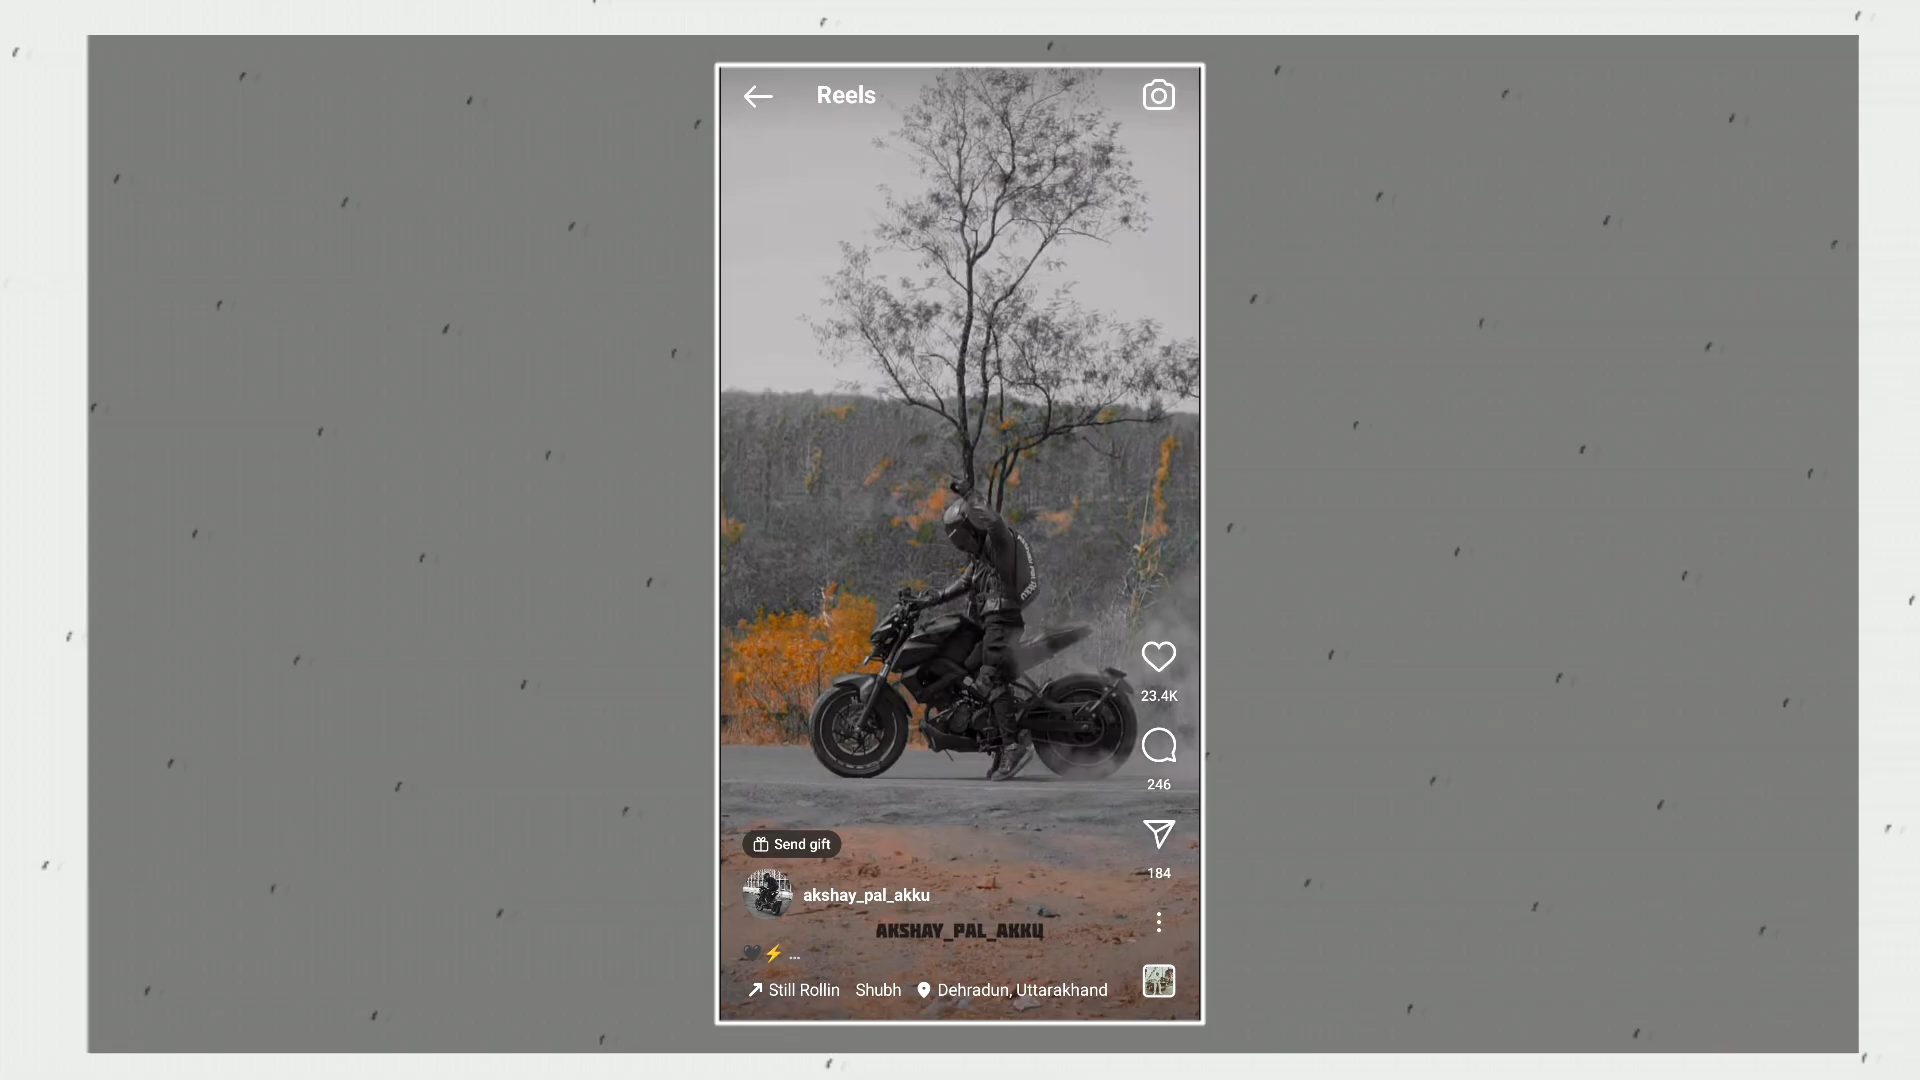 Reels
23.4K
246
184
Send gift
akshay_pal_akku
AKSHAY_PAL_AKKU
🖤⚡ ...
Still Rollin Shubh Dehradun, Uttarakhand